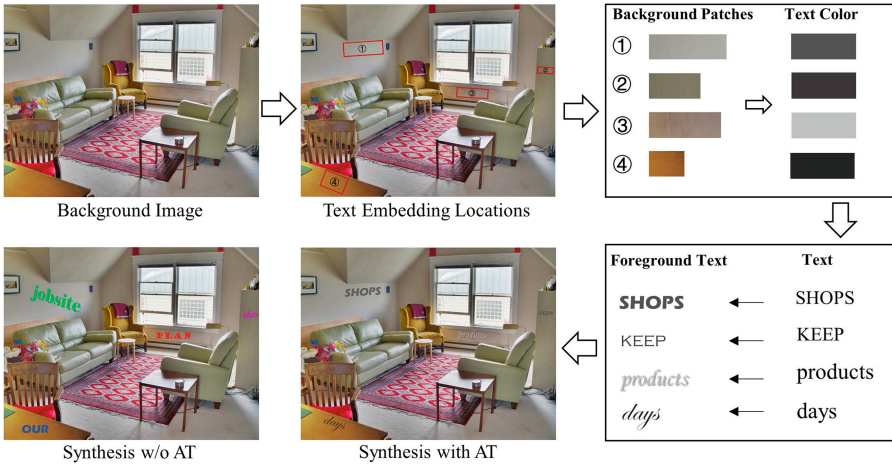 Background Patches Text Color
①
②
③
④
①
②
③
④
Background Image
Text Embedding Locations
Foreground Text Text
SHOPS SHOPS
KEEP KEEP
products products
days days
jobsite
PLAN
OUR
SHOPS
KEEP
products
days
Synthesis w/o AT
Synthesis with AT